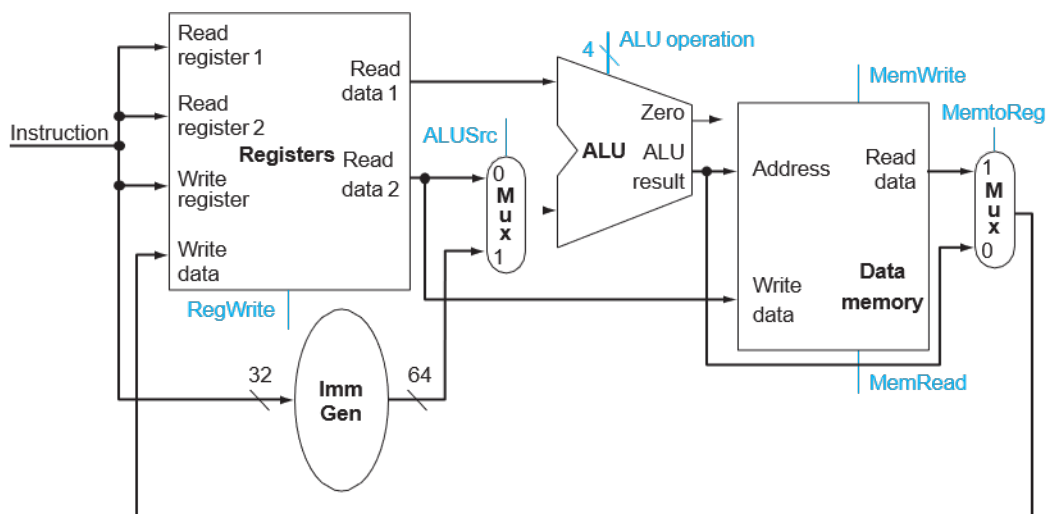 Instruction
Read
register 1
Read
register 2
Write
register
Write
data
Registers
Read
data 1
Read
data 2
RegWrite
32
Imm
Gen
64
ALUSrc
0
Mux
1
4
ALU operation
Zero
ALU
ALU
result
MemWrite
Address
Read
data
Write
data
Data
memory
MemRead
MemtoReg
1
Mux
0